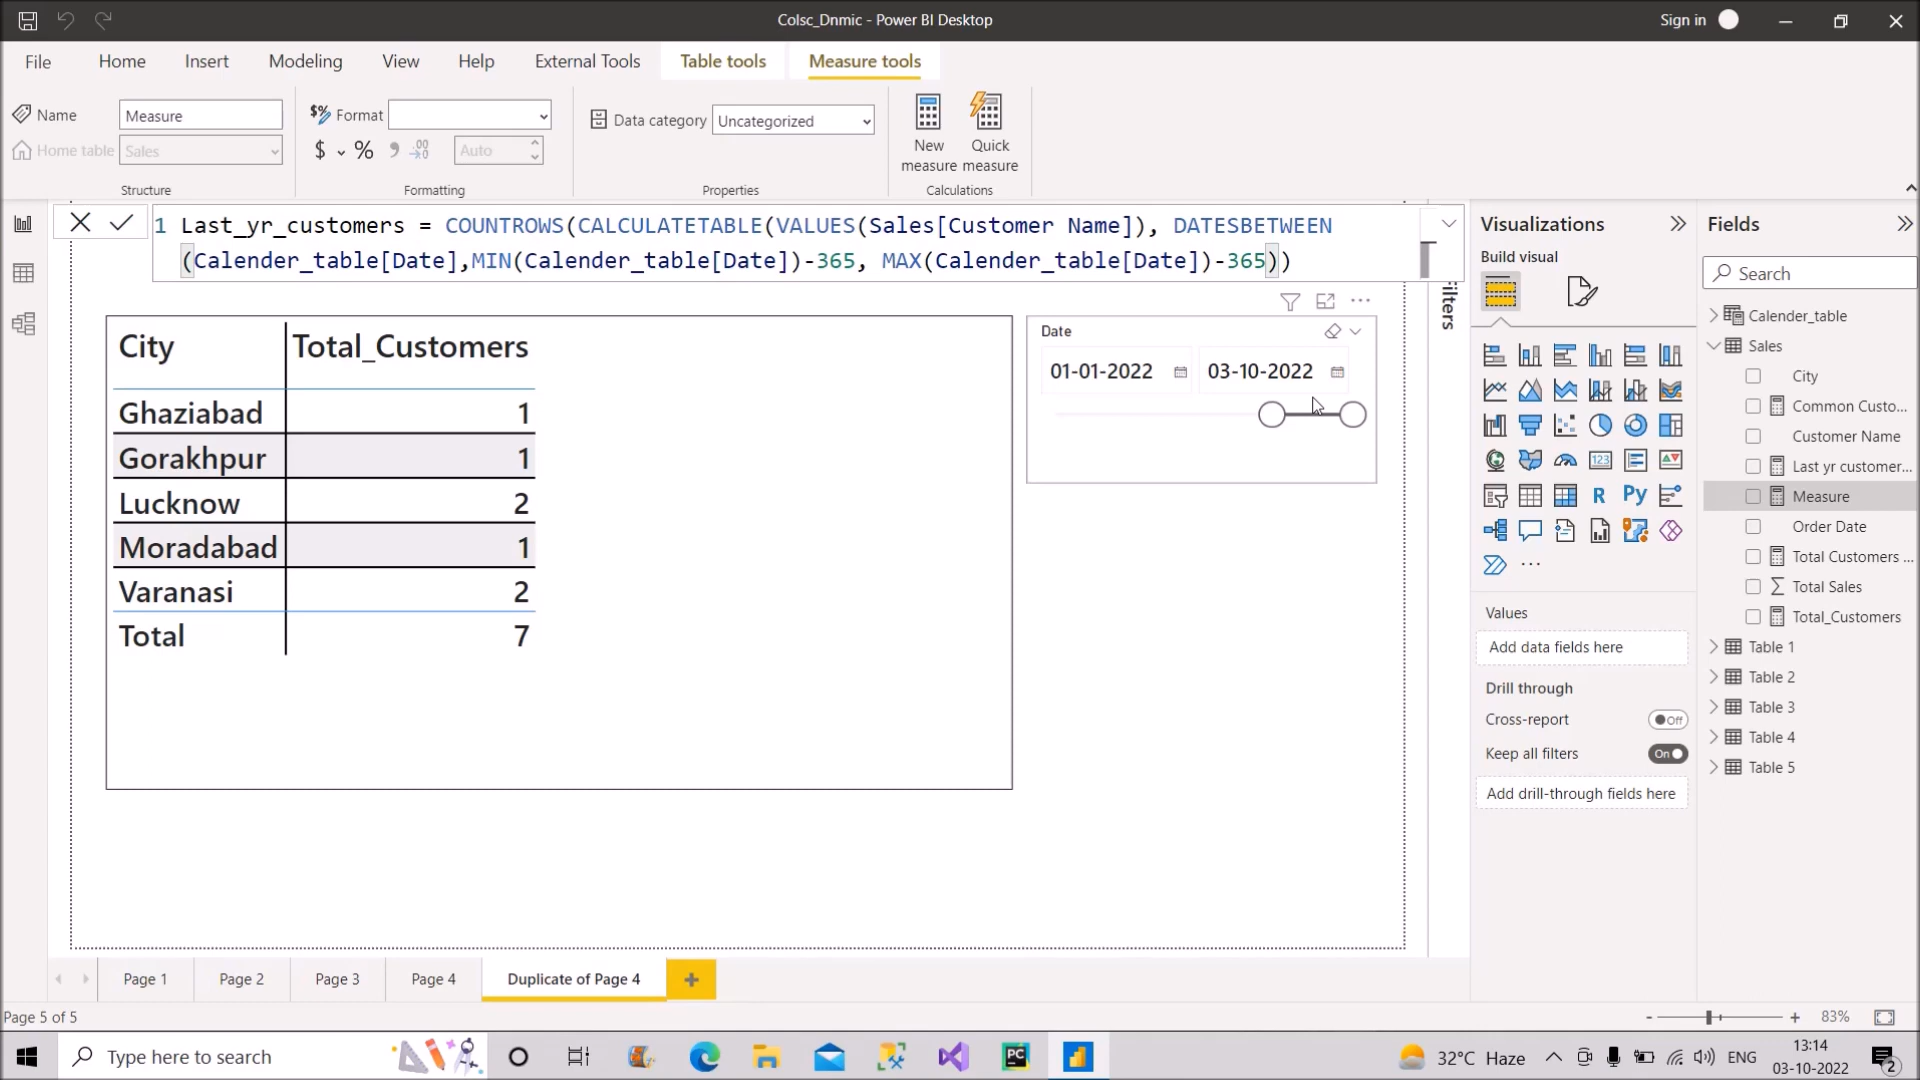 Colsc_Dnmic - Power BI Desktop
Sign in
File Home Insert Modeling View Help External Tools Table tools Measure tools
Name Measure
Home table Sales
Structure
$% Format
$ % Auto
Formatting
Data category Uncategorized
Properties
New measure
Quick measure
Calculations
1 Last_yr_customers = COUNTROWS(CALCULATETABLE(VALUES(Sales[Customer Name]), DATESBETWEEN
(Calender_table[Date],MIN(Calender_table[Date])-365, MAX(Calender_table[Date])-365))
City Total_Customers
Ghaziabad 1
Gorakhpur 1
Lucknow 2
Moradabad 1
Varanasi 2
Total 7
Date
01-01-2022 03-10-2022
Filters
Visualizations
Build visual
123
R Py
Values
Add data fields here
Drill through
Cross-report Off
Keep all filters On
Add drill-through fields here
Fields
Search
Calender_table
Sales
City
Common Custo...
Customer Name
Last yr customer...
Measure
Order Date
Total Customers ...
Total Sales
Total_Customers
Table 1
Table 2
Table 3
Table 4
Table 5
Page 1 Page 2 Page 3 Page 4 Duplicate of Page 4 +
Page 5 of 5
- + 83%
Type here to search
PC
32°C Haze
ENG
13:14
03-10-2022
2